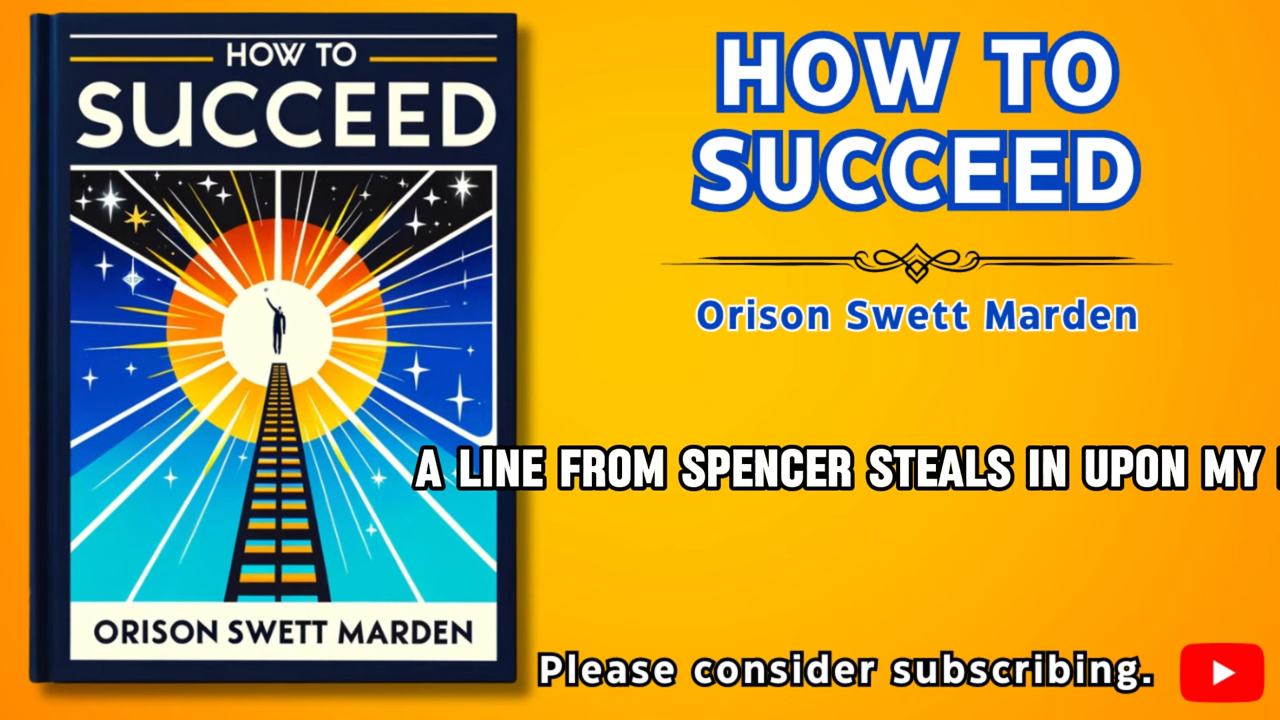 HOW TO
SUCCEED
ORISON SWETT MARDEN
HOW TO
SUCCEED
Orison Swett Marden
A LINE FROM SPENCER STEALS IN UPON MY
Please consider subscribing.